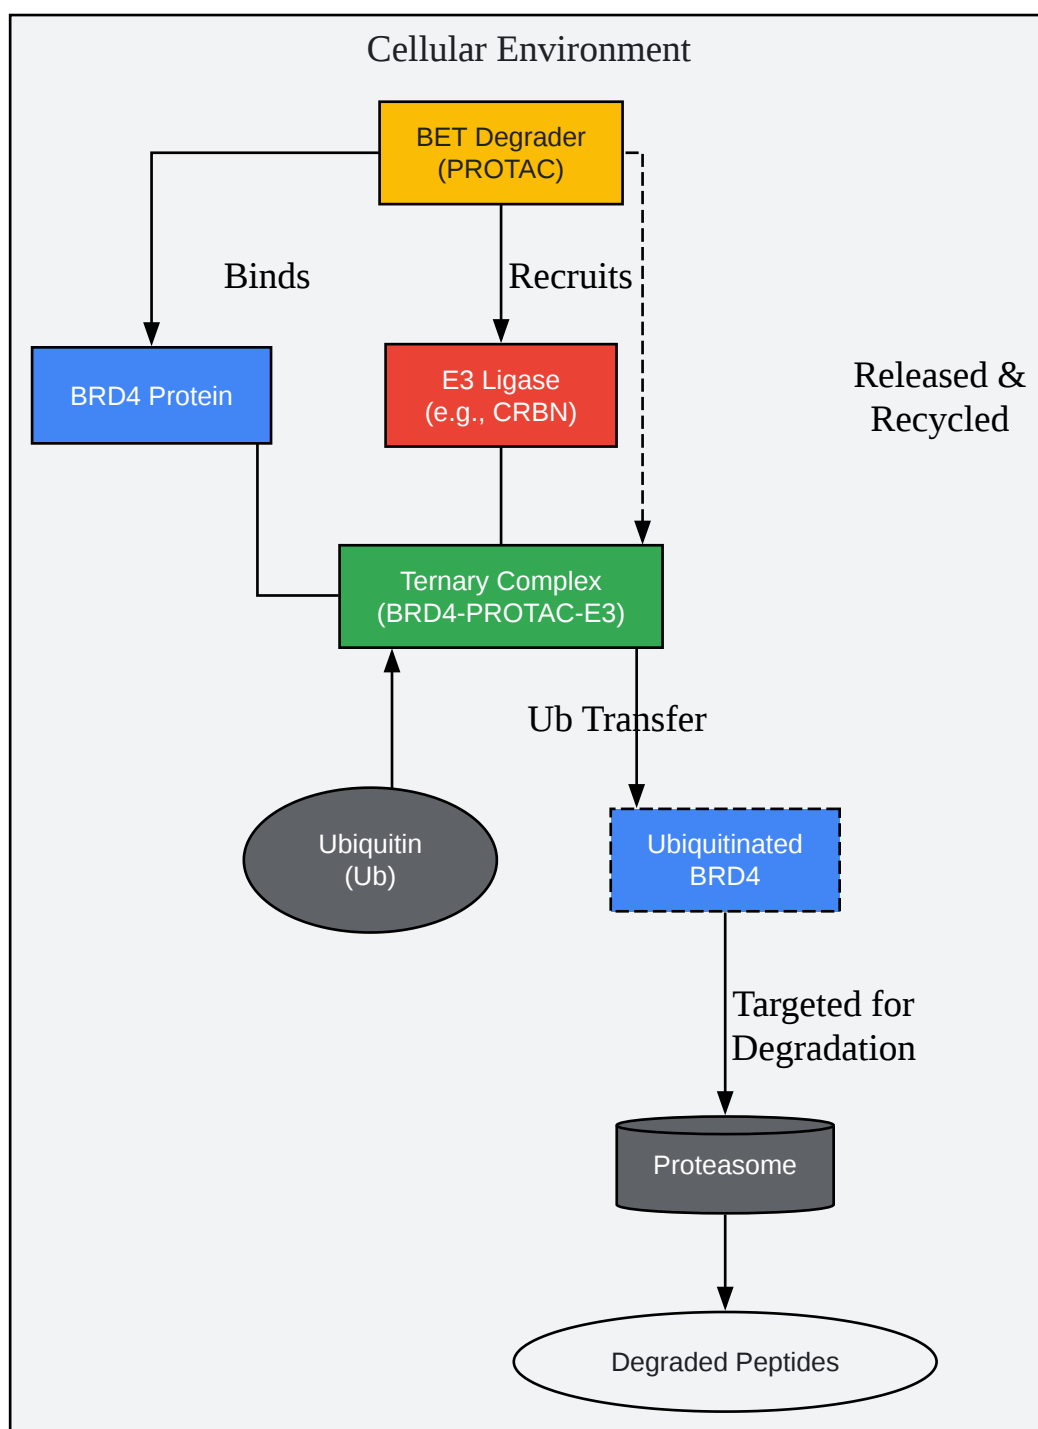 Cellular Environment
BET Degrader
(PROTAC)
Binds
Recruits
BRD4 Protein
E3 Ligase
(e.g., CRBN)
Released &
Recycled
Ternary Complex
(BRD4-PROTAC-E3)
Ub Transfer
Ubiquitin
(Ub)
Ubiquitinated
BRD4
Targeted for
Degradation
Proteasome
Degraded Peptides